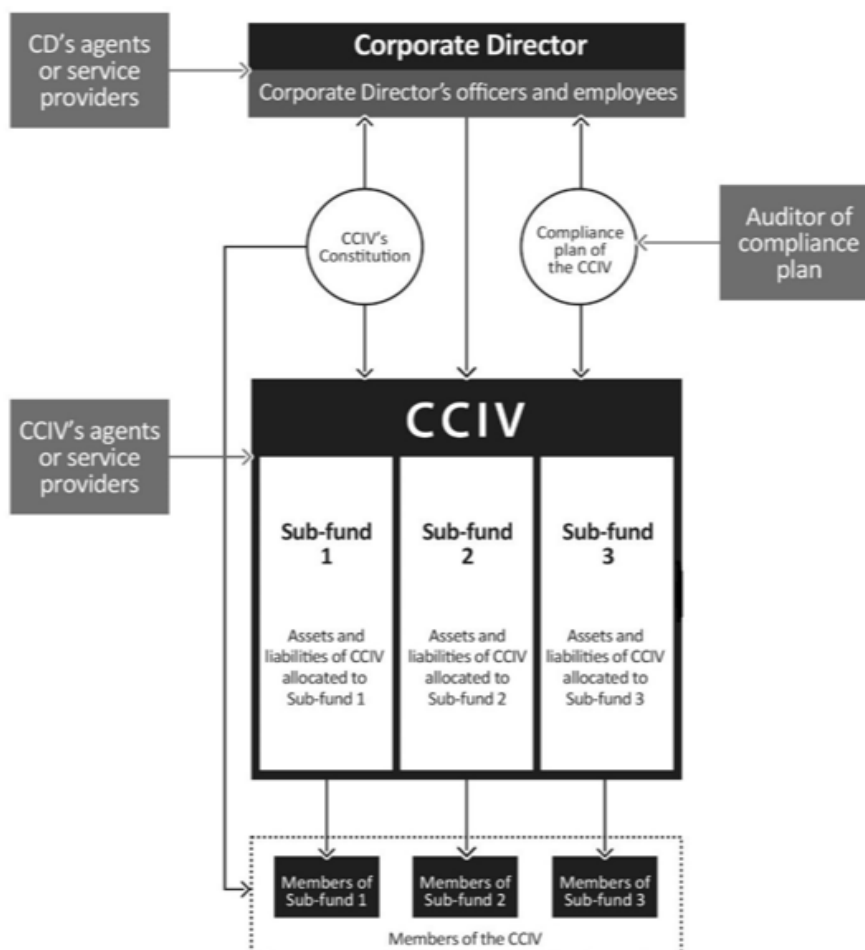 CD's agents
or service
providers
Corporate Director
Corporate Director's officers and employees
CCIV's
Constitution
Compliance
plan of
the CCIV
Auditor of
compliance
plan
CCIV
CCIV's agents
or service
providers
Sub-fund
1
Assets and
liabilities of CCIV
allocated to
Sub-fund 1
Sub-fund
2
Assets and
liabilities of CCIV
allocated to
Sub-fund 2
Sub-fund
3
Assets and
liabilities of CCIV
allocated to
Sub-fund 3
Members of
Sub-fund 1
Members of
Sub-fund 2
Members of
Sub-fund 3
Members of the CCIV